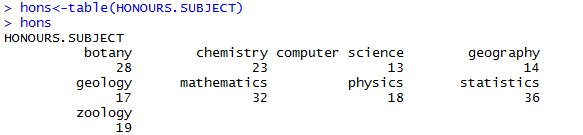 > hons<-table(HONOURS.SUBJECT)
> hons
HONOURS.SUBJECT
botany chemistry computer science geography
28 23 13 14
geology mathematics physics statistics
17 32 18 36
zoology
19